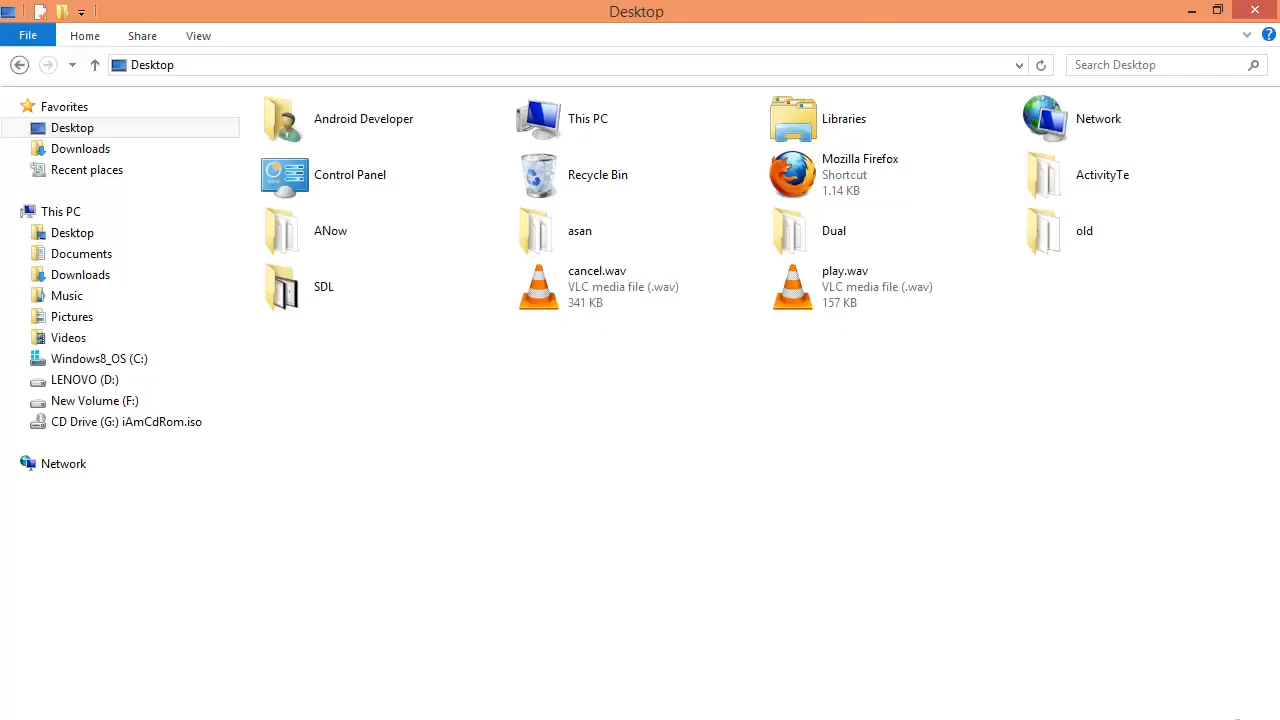 Desktop
File
Home
Share
View
Desktop
Search Desktop
Favorites
Desktop
Downloads
Recent places
This PC
Desktop
Documents
Downloads
Music
Pictures
Videos
Windows8_OS (C:)
LENOVO (D:)
New Volume (F:)
CD Drive (G:) iAmCdRom.iso
Network
Android Developer
This PC
Libraries
Network
Control Panel
Recycle Bin
Mozilla Firefox
Shortcut
1.14 KB
ActivityTe
ANow
asan
Dual
old
SDL
cancel.wav
VLC media file (.wav)
341 KB
play.wav
VLC media file (.wav)
157 KB